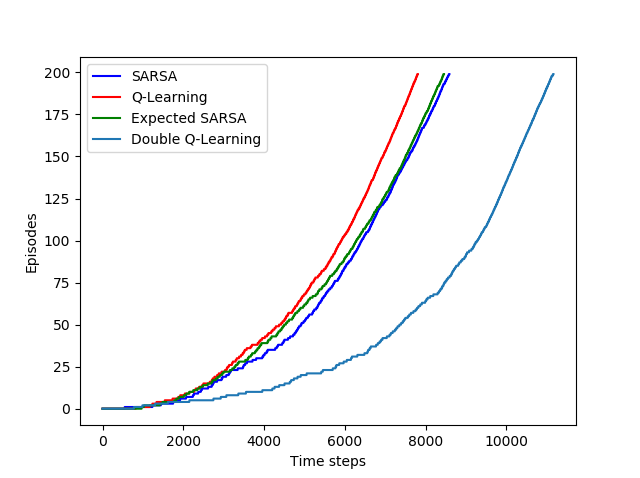 SARSA
Q-Learning
Expected SARSA
Double Q-Learning
200
175
150
125
100
75
50
25
0
Episodes
0 2000 4000 6000 8000 10000
Time steps